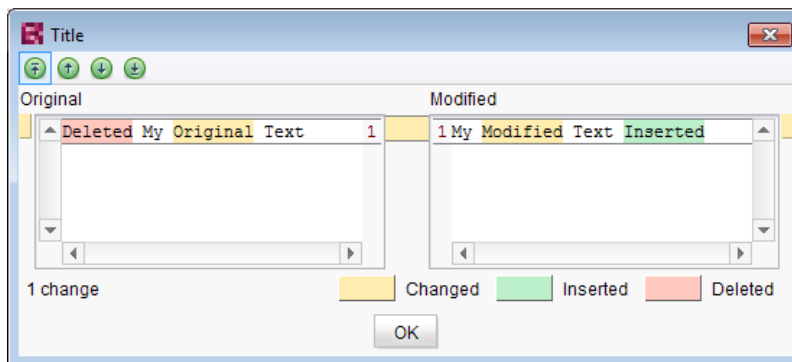 Title
Original Modified
Deleted My Original Text 1 1 My Modified Text Inserted
1 change Changed Inserted Deleted
OK